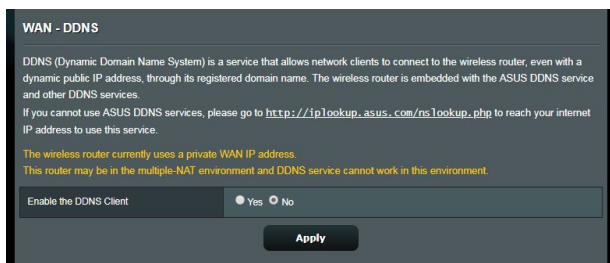 WAN - DDNS
DDNS (Dynamic Domain Name System) is a service that allows network clients to connect to the wireless router, even with a
dynamic public IP address, through its registered domain name. The wireless router is embedded with the ASUS DDNS service
and other DDNS services.
If you cannot use ASUS DDNS services, please go to http://iplookup.asus.com/nslookup.php to reach your internet
IP address to use this service.
The wireless router currently uses a private WAN IP address.
This router may be in the multiple-NAT environment and DDNS service cannot work in this environment.
Enable the DDNS Client Yes No
Apply